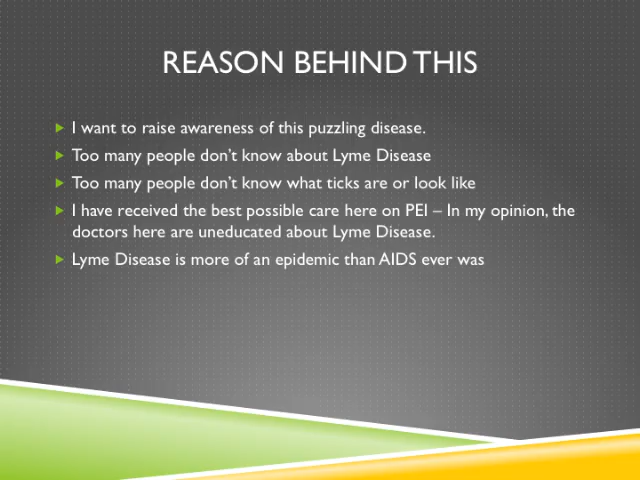 REASON BEHIND THIS
I want to raise awareness of this puzzling disease.
Too many people don’t know about Lyme Disease
Too many people don’t know what ticks are or look like
I have received the best possible care here on PEI – In my opinion, the
doctors here are uneducated about Lyme Disease.
Lyme Disease is more of an epidemic than AIDS ever was